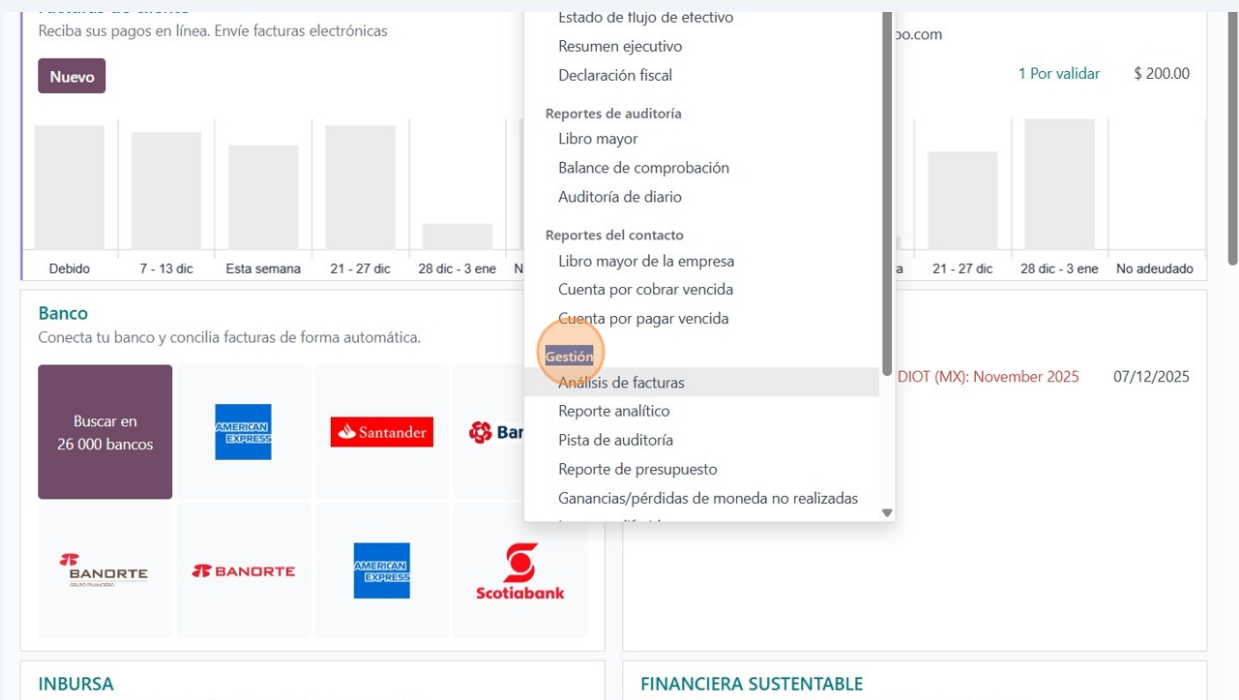 Reciba sus pagos en línea. Envíe facturas electrónicas
Nuevo
Debido
7 - 13 dic
Esta semana
21 - 27 dic
28 dic - 3 ene
N
Estado de flujo de efectivo
Resumen ejecutivo
Declaración fiscal
Reportes de auditoría
Libro mayor
Balance de comprobación
Auditoría de diario
Reportes del contacto
Libro mayor de la empresa
Cuenta por cobrar vencida
Cuenta por pagar vencida
Gestión
Análisis de facturas
Reporte analítico
Pista de auditoría
Reporte de presupuesto
Ganancias/pérdidas de moneda no realizadas
oo.com
1 Por validar
$ 200.00
a
21 - 27 dic
28 dic - 3 ene
No adeudado
Banco
Conecta tu banco y concilia facturas de forma automática.
Buscar en
26 000 bancos
AMERICAN
EXPRESS
Santander
Bar
BANORTE
GRUPO FINANCIERO
BANORTE
AMERICAN
EXPRESS
Scotiabank
DIOT (MX): November 2025
07/12/2025
INBURSA
FINANCIERA SUSTENTABLE